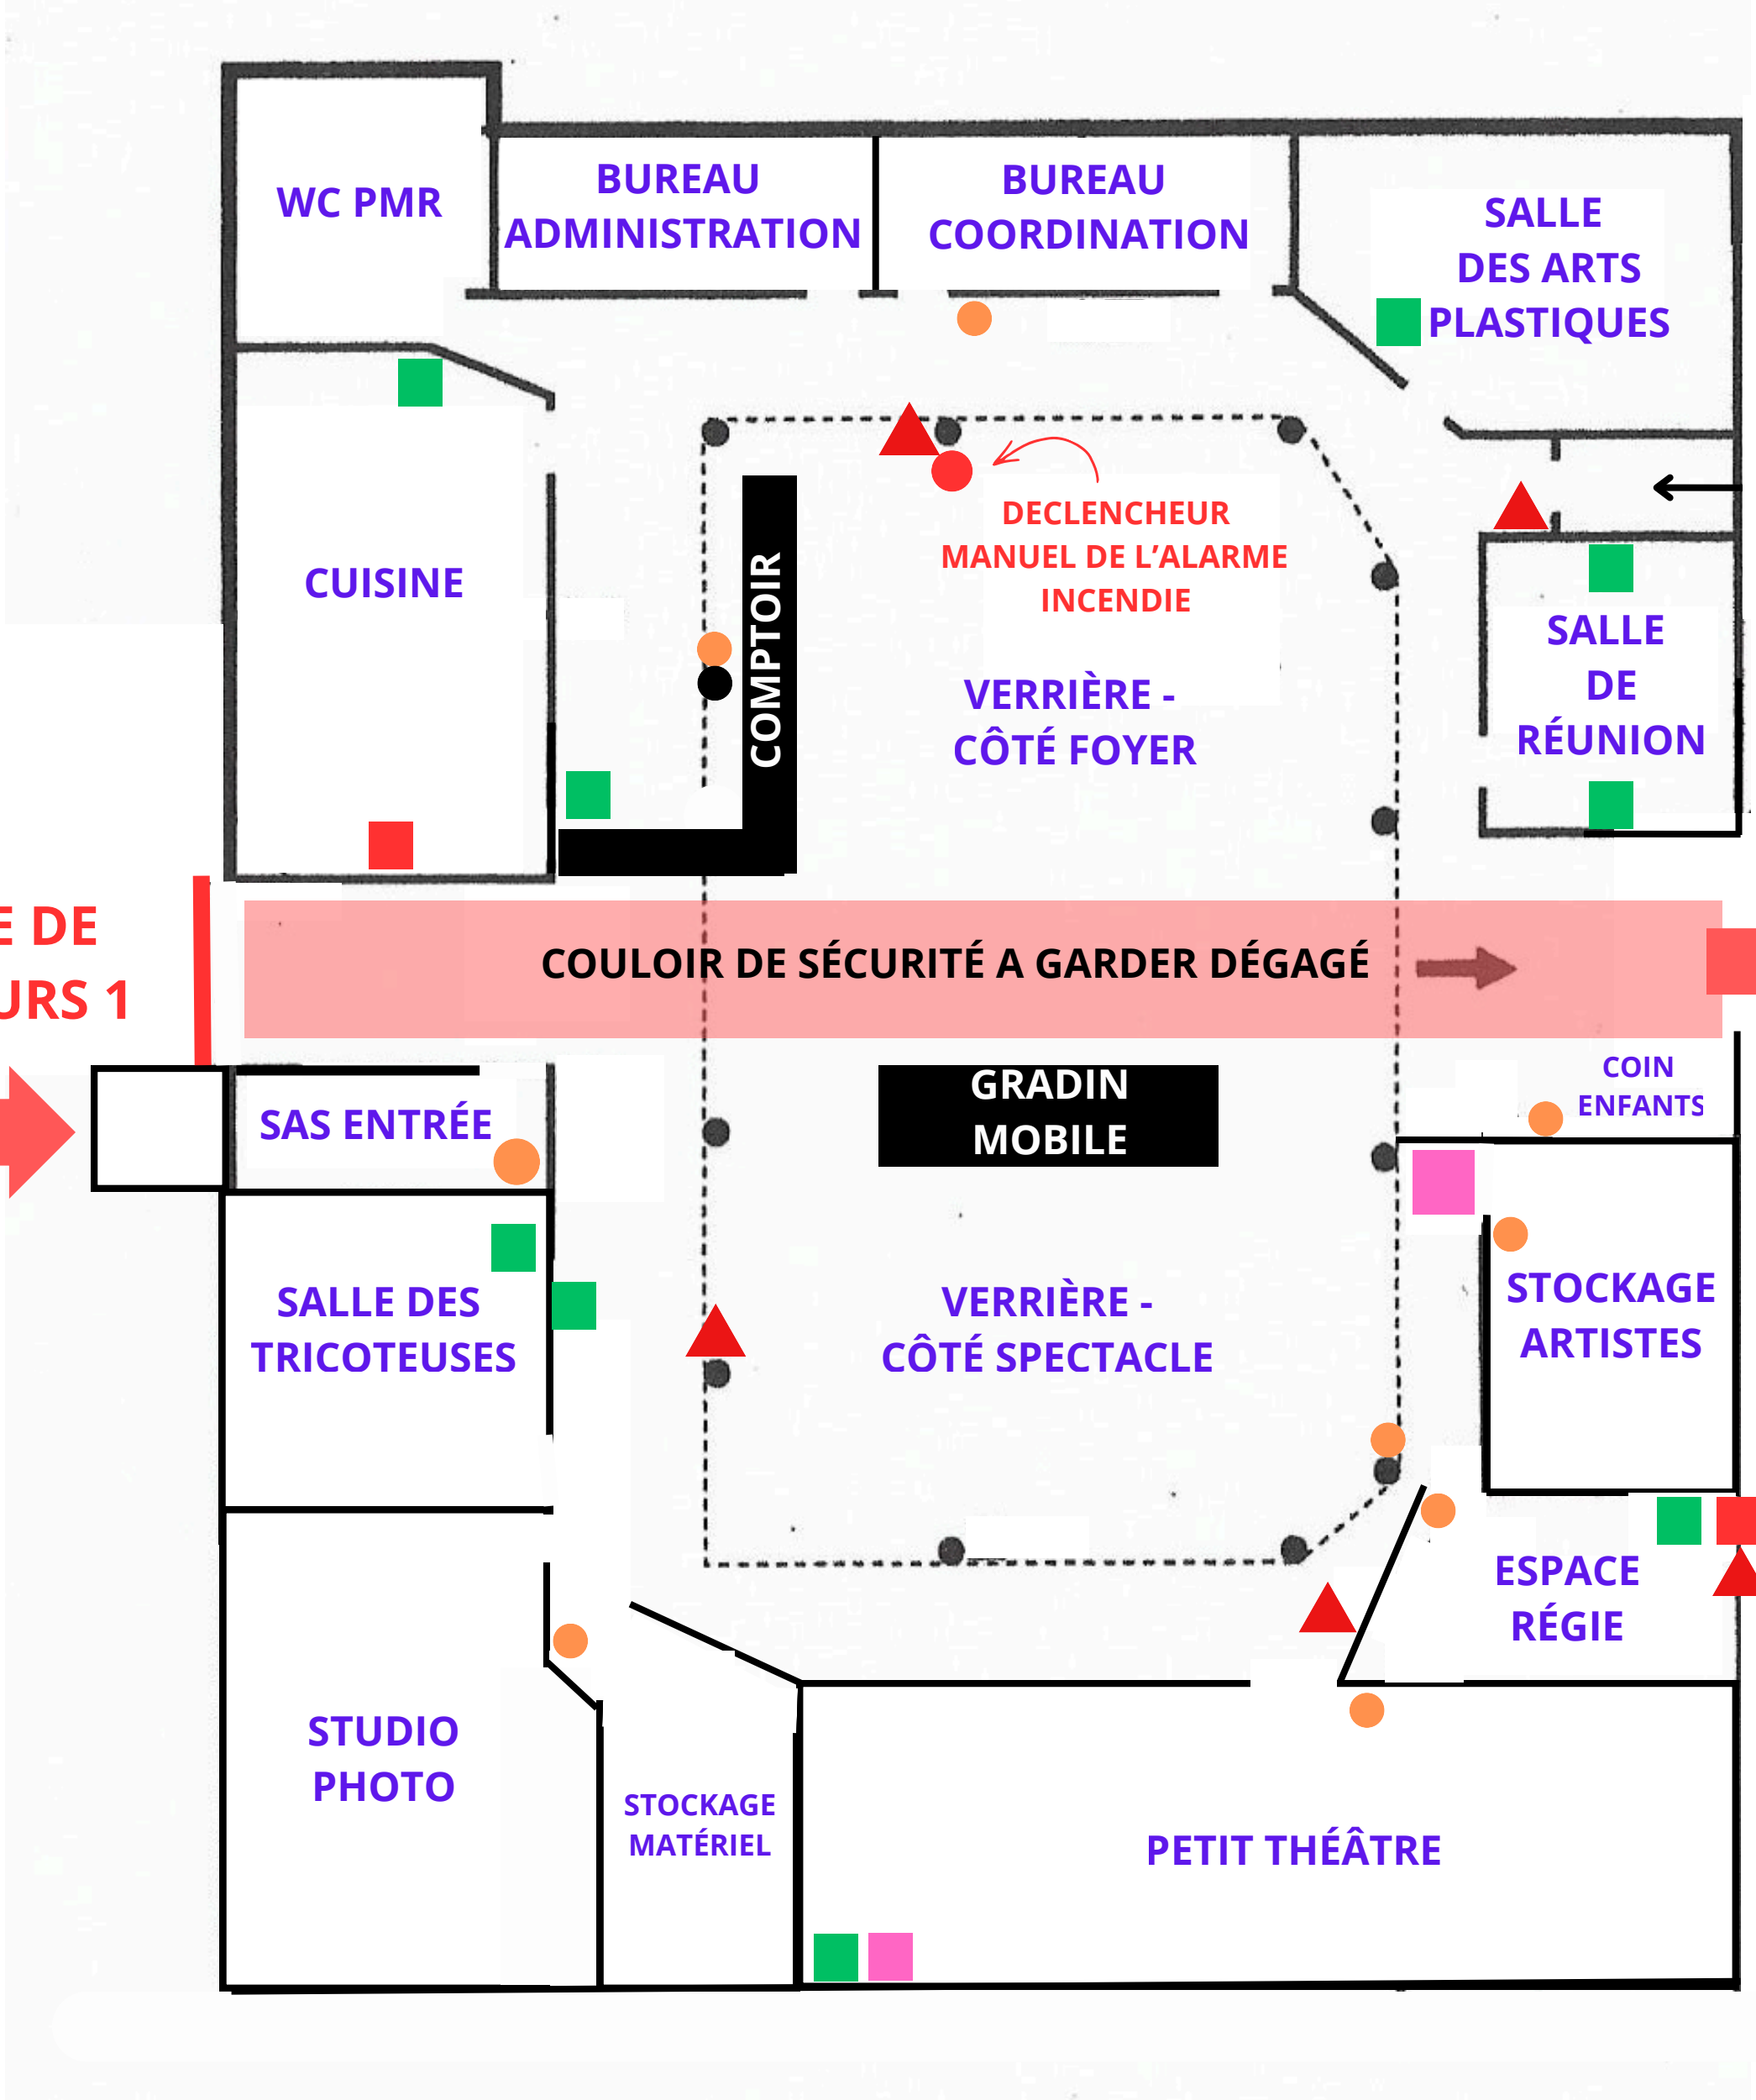 WC PMR
BUREAU
ADMINISTRATION
BUREAU
COORDINATION
SALLE
DES ARTS
PLASTIQUES
CUISINE
COMPTOIR
DECLENCHEUR
MANUEL DE L’ALARME
INCENDIE
VERRIÈRE -
CÔTÉ FOYER
SALLE
DE
RÉUNION
E DE
URS 1
COULOIR DE SÉCURITÉ A GARDER DÉGAGÉ
SAS ENTRÉE
GRADIN
MOBILE
COIN
ENFANTS
SALLE DES
TRICOTEUSES
VERRIÈRE -
CÔTÉ SPECTACLE
STOCKAGE
ARTISTES
ESPACE
RÉGIE
STUDIO
PHOTO
STOCKAGE
MATÉRIEL
PETIT THÉÂTRE